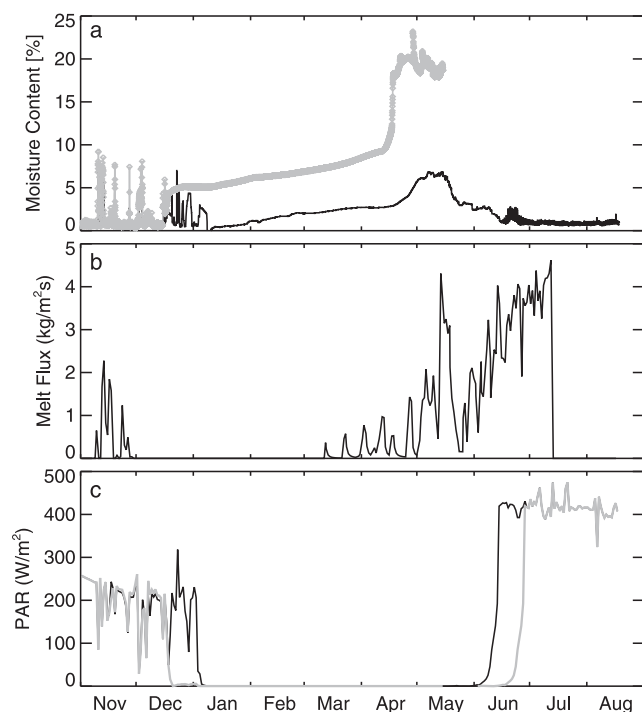 a
Moisture Content [%]
25
20
15
10
5
0
b
Melt Flux (kg/m²s)
5
4
3
2
1
0
c
PAR (W/m²)
500
400
300
200
100
0
Nov Dec Jan Feb Mar Apr May Jun Jul Aug